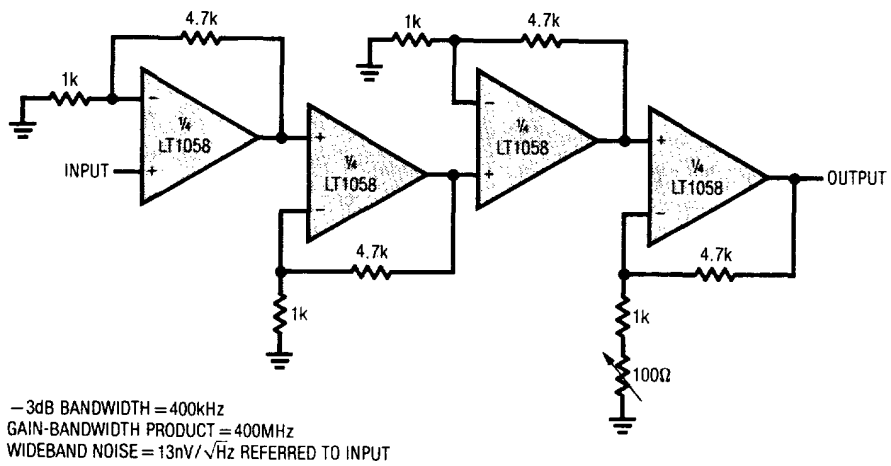 4.7k
1k
4.7k
1k
INPUT
−
+
¼
LT1058
+
−
¼
LT1058
−
+
¼
LT1058
+
−
¼
LT1058
OUTPUT
4.7k
1k
4.7k
1k
100Ω
−3dB BANDWIDTH = 400kHz
GAIN-BANDWIDTH PRODUCT = 400MHz
WIDEBAND NOISE = 13nV/√Hz REFERRED TO INPUT